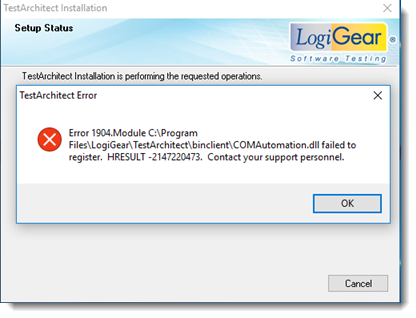 TestArchitect Installation
Setup Status
LogiGear®
Software Testing
TestArchitect Installation is performing the requested operations.
TestArchitect Error
Error 1904.Module C:\Program
Files\LogiGear\TestArchitect\binclient\COMAutomation.dll failed to
register. HRESULT -2147220473. Contact your support personnel.
OK
Cancel